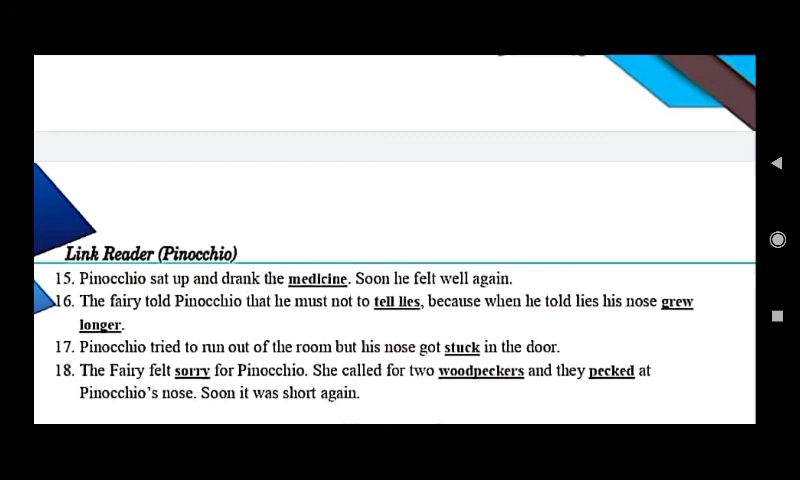 Link Reader (Pinocchio)
15. Pinocchio sat up and drank the medicine. Soon he felt well again.
16. The fairy told Pinocchio that he must not to tell lies, because when he told lies his nose grew
longer.
17. Pinocchio tried to run out of the room but his nose got stuck in the door.
18. The Fairy felt sorry for Pinocchio. She called for two woodpeckers and they pecked at
Pinocchio's nose. Soon it was short again.